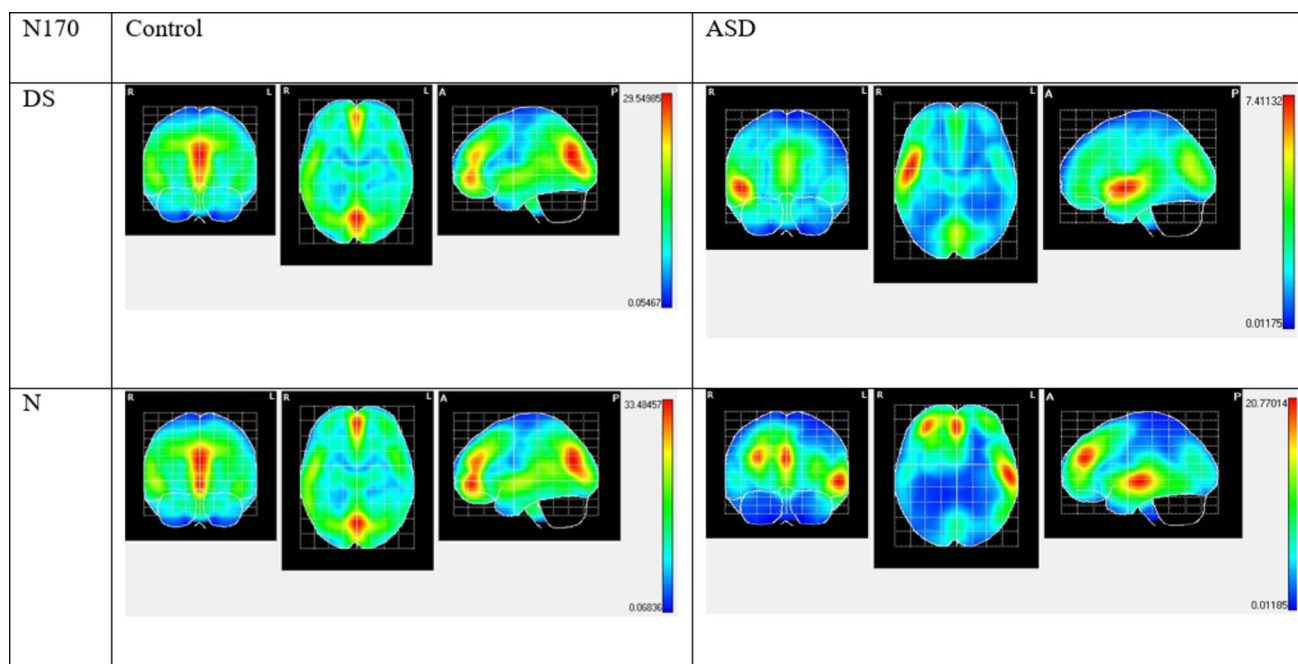 N170 Control ASD
DS
R L R L A P 29.54985 0.05467
R L R L A P 7.41132 0.01175
N
R L R L A P 33.48457 0.06836
R L R L A P 20.77014 0.01185